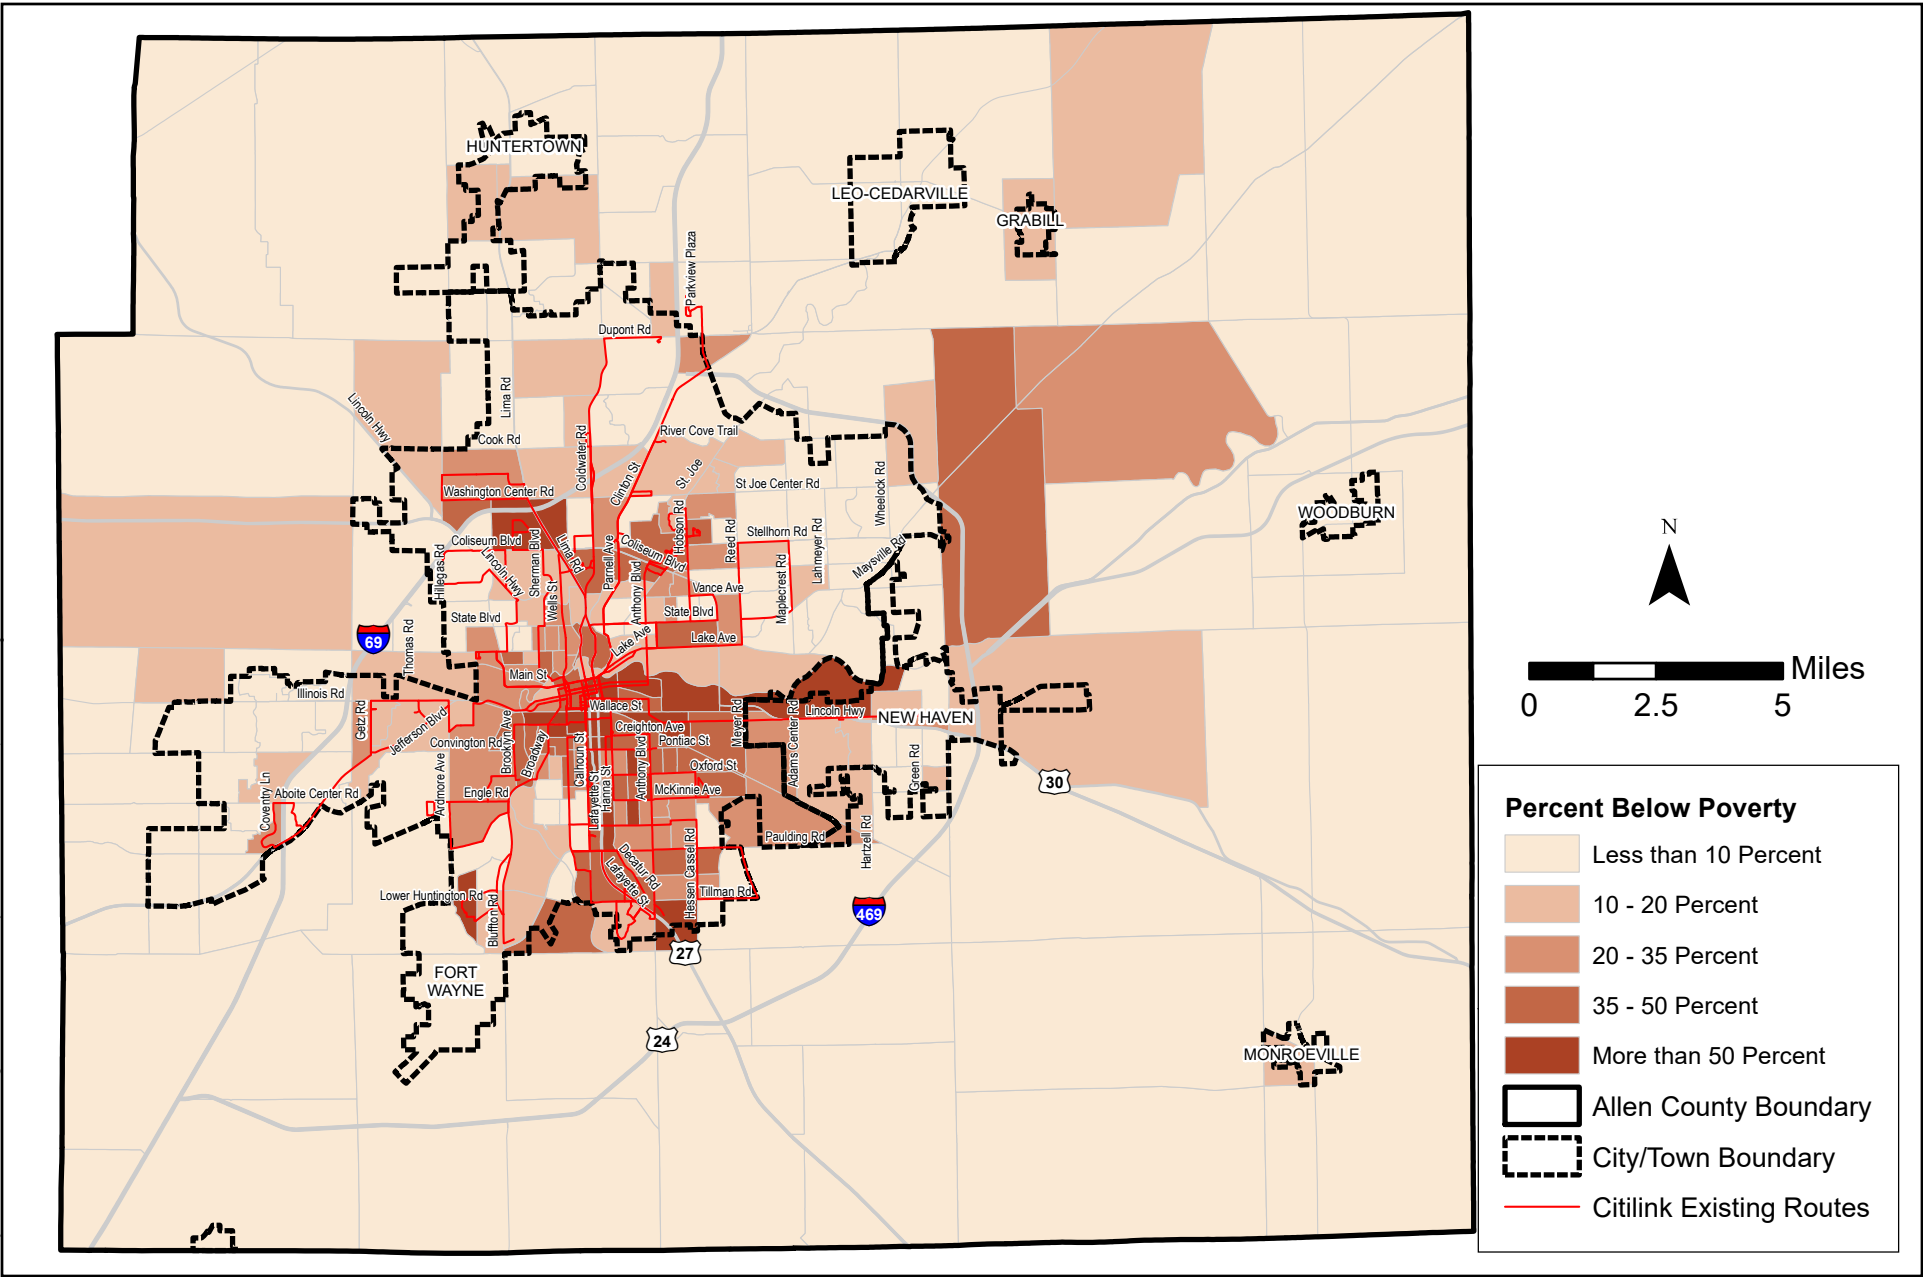 HUNTERTOWN
LEO-CEDARVILLE
GRABILL
Parkview Plaza
Dupont Rd
Lima Rd
Lincoln Hwy
Cook Rd
Coldwater Rd
River Cove Trail
Clinton St
St. Joe
Washington Center Rd
St Joe Center Rd
Wheelock Rd
WOODBURN
Hobson Rd
Reed Rd
Stellhorn Rd
Lahmeyer Rd
Maysville Rd
Coliseum Blvd
Lincoln Hwy
Sherman Blvd
Lima Rd
Parnell Ave
Coliseum Blvd
Hillegas Rd
Wells St
Anthony Blvd
Vance Ave
Maplecrest Rd
State Blvd
State Blvd
69
Thomas Rd
Lake Ave
Lake Ave
Main St
Illinois Rd
Wallace St
Lincoln Hwy
NEW HAVEN
Getz Rd
Jefferson Blvd
Convington Rd
Brooklyn Ave
Broadway
Calhoun St
Creighton Ave
Pontiac St
Meyer Rd
Adams Center Rd
Green Rd
Oxford St
Anthony Blvd
30
Ardmore Ave
Engle Rd
Lafayette St
Hanna St
McKinnie Ave
Coventry Ln
Aboite Center Rd
Paulding Rd
Hartzell Rd
Decatur Rd
Lafayette St
Hessen Cassel Rd
Tillman Rd
Lower Huntington Rd
Bluffton Rd
469
27
FORT
WAYNE
24
MONROEVILLE
N
Miles
0 2.5 5
Percent Below Poverty
Less than 10 Percent
10 - 20 Percent
20 - 35 Percent
35 - 50 Percent
More than 50 Percent
Allen County Boundary
City/Town Boundary
Citilink Existing Routes